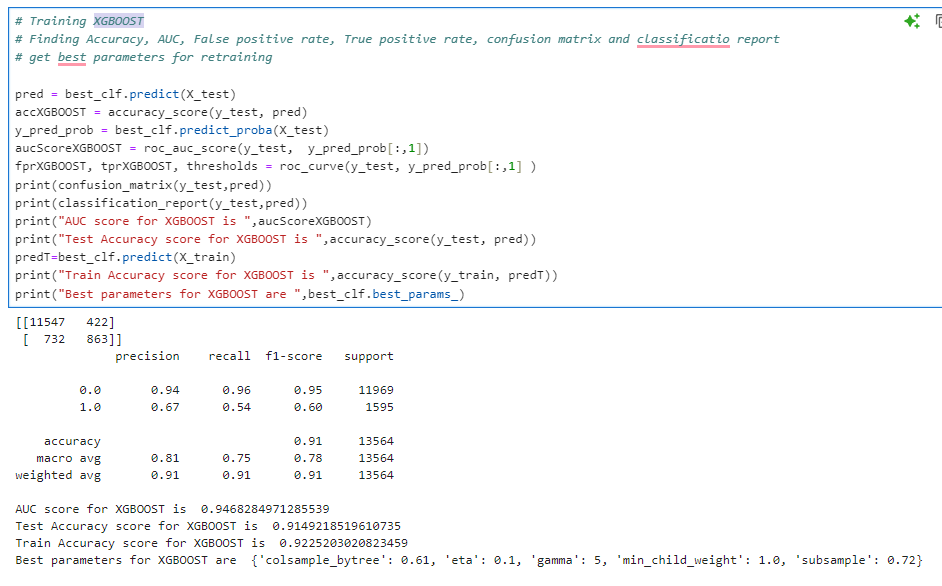 # Training XGBOOST
# Finding Accuracy, AUC, False positive rate, True positive rate, confusion matrix and classificatio report
# get best parameters for retraining
pred = best_clf.predict(X_test)
accXGBOOST = accuracy_score(y_test, pred)
y_pred_prob = best_clf.predict_proba(X_test)
aucScoreXGBOOST = roc_auc_score(y_test,  y_pred_prob[:,1])
fprXGBOOST, tprXGBOOST, thresholds = roc_curve(y_test, y_pred_prob[:,1] )
print(confusion_matrix(y_test,pred))
print(classification_report(y_test,pred))
print("AUC score for XGBOOST is ",aucScoreXGBOOST)
print("Test Accuracy score for XGBOOST is ",accuracy_score(y_test, pred))
predT=best_clf.predict(X_train)
print("Train Accuracy score for XGBOOST is ",accuracy_score(y_train, predT))
print("Best parameters for XGBOOST are ",best_clf.best_params_)
[[11547   422]
 [  732   863]]
              precision    recall  f1-score   support
         0.0       0.94      0.96      0.95     11969
         1.0       0.67      0.54      0.60      1595
    accuracy                           0.91     13564
   macro avg       0.81      0.75      0.78     13564
weighted avg       0.91      0.91      0.91     13564
AUC score for XGBOOST is  0.9468284971285539
Test Accuracy score for XGBOOST is  0.9149218519610735
Train Accuracy score for XGBOOST is  0.9225203020823459
Best parameters for XGBOOST are  {'colsample_bytree': 0.61, 'eta': 0.1, 'gamma': 5, 'min_child_weight': 1.0, 'subsample': 0.72}